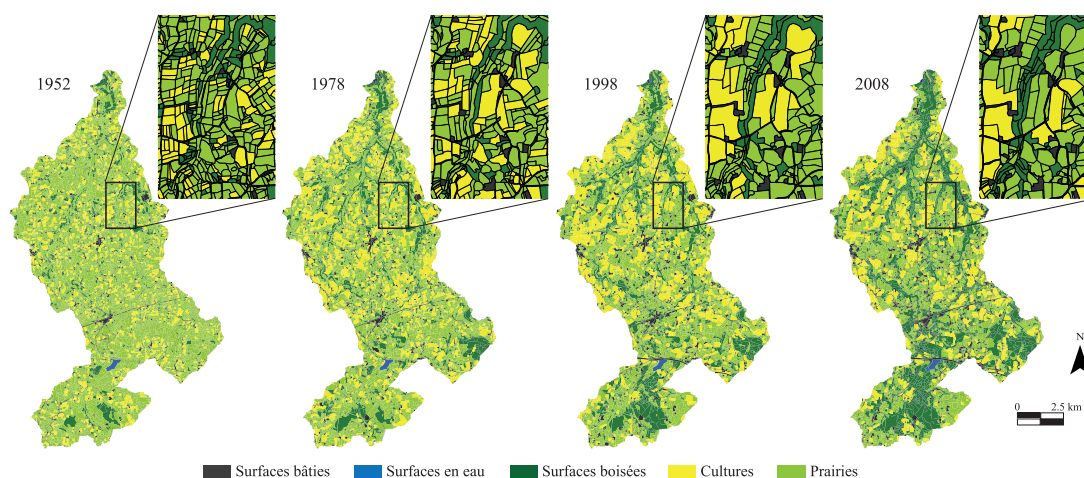 1952
1978
1998
2008
N
0 2.5 km
Surfaces bâties Surfaces en eau Surfaces boisées Cultures Prairies